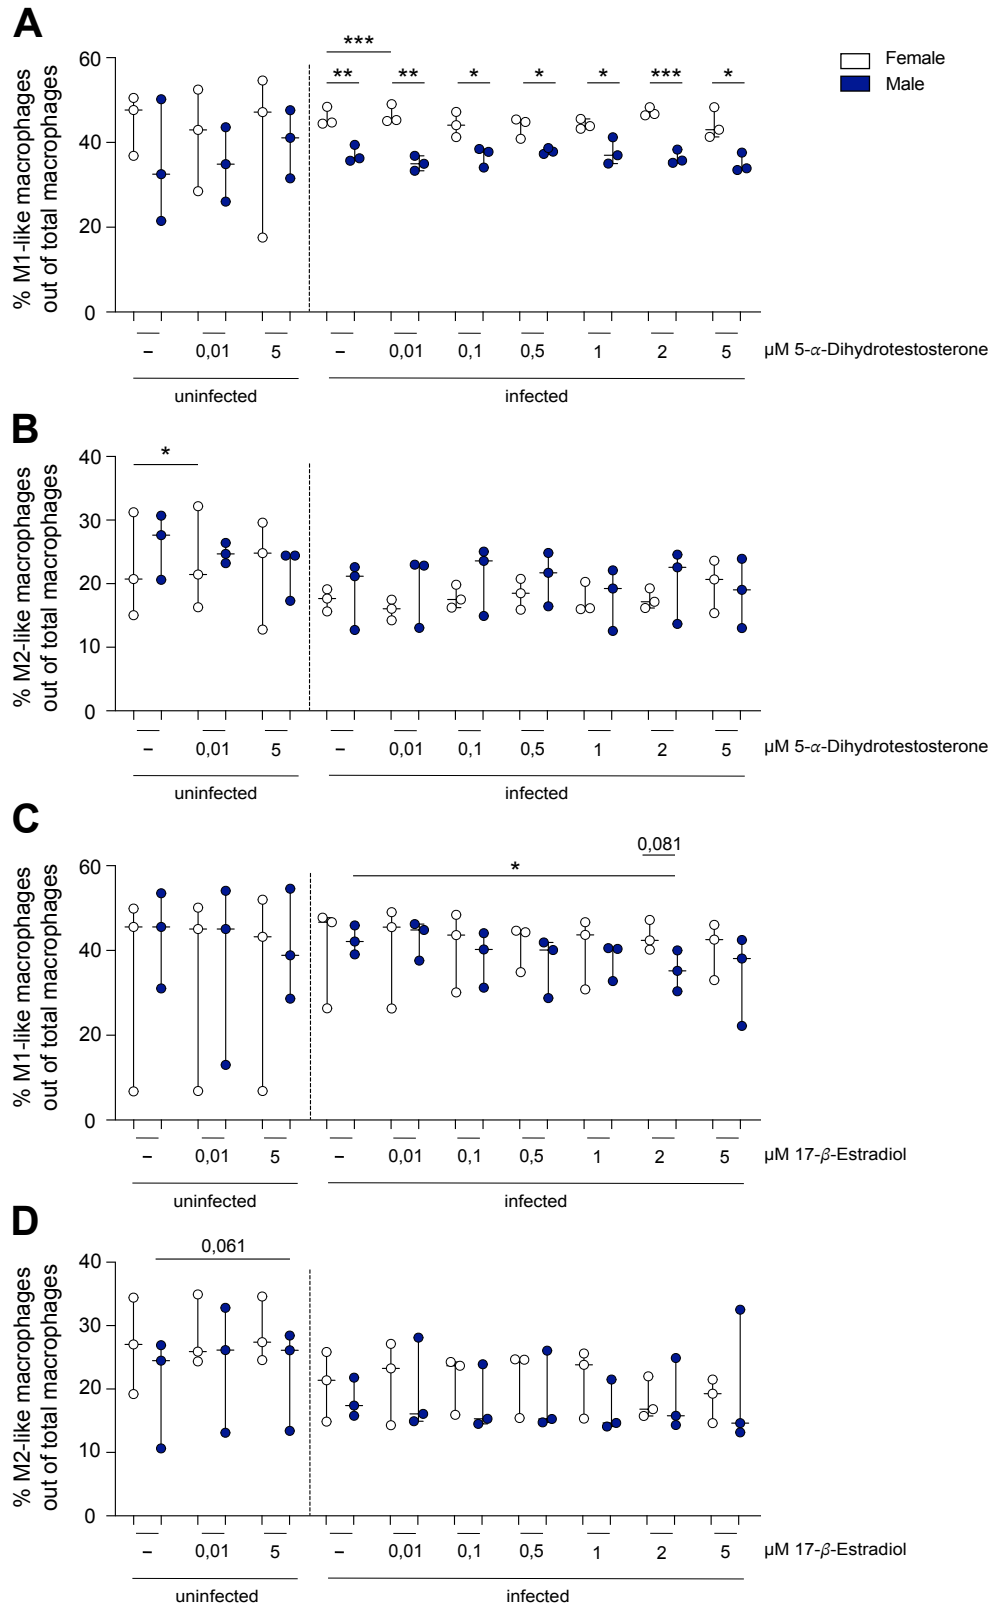 A
Female
Male
***
** ** * * * *** *
60
40
20
0
% M1-like macrophages
out of total macrophages
– 0,01 5 – 0,01 0,1 0,5 1 2 5 µM 5-α-Dihydrotestosterone
uninfected infected
B
*
40
30
20
10
0
% M2-like macrophages
out of total macrophages
– 0,01 5 – 0,01 0,1 0,5 1 2 5 µM 5-α-Dihydrotestosterone
uninfected infected
C
0,081
*
60
40
20
0
% M1-like macrophages
out of total macrophages
– 0,01 5 – 0,01 0,1 0,5 1 2 5 µM 17-β-Estradiol
uninfected infected
D
0,061
40
30
20
10
0
% M2-like macrophages
out of total macrophages
– 0,01 5 – 0,01 0,1 0,5 1 2 5 µM 17-β-Estradiol
uninfected infected